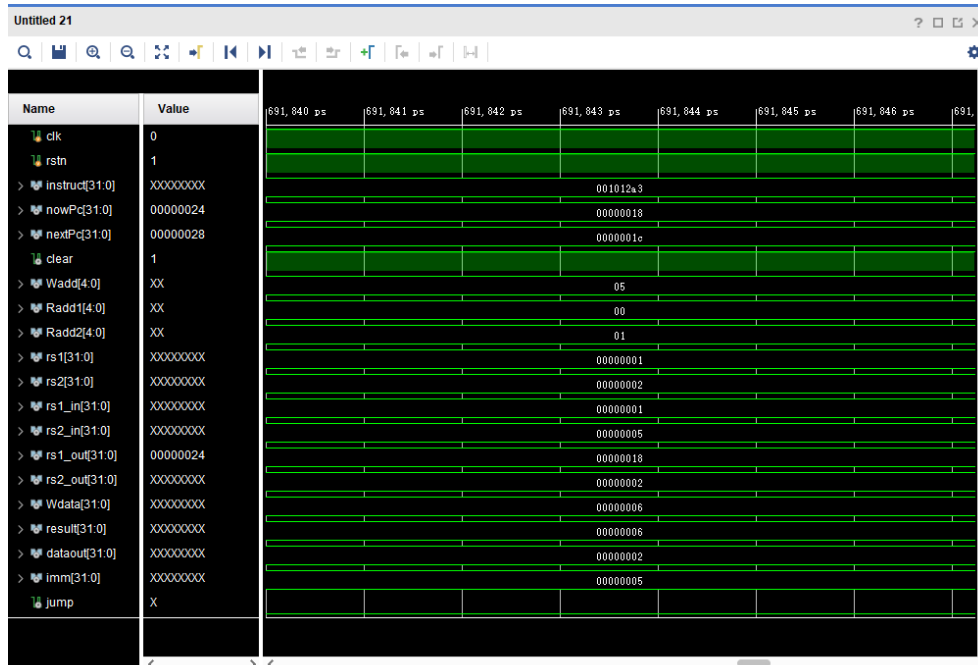 Untitled 21
Name Value 691,840 ps 691,841 ps 691,842 ps 691,843 ps 691,844 ps 691,845 ps 691,846 ps 691,
clk 0
rstn 1
instruct[31:0] XXXXXXXX 001012a3
nowPc[31:0] 00000024 00000018
nextPc[31:0] 00000028 0000001c
clear 1
Wadd[4:0] XX 05
Radd1[4:0] XX 00
Radd2[4:0] XX 01
rs1[31:0] XXXXXXXX 00000001
rs2[31:0] XXXXXXXX 00000002
rs1_in[31:0] XXXXXXXX 00000001
rs2_in[31:0] XXXXXXXX 00000005
rs1_out[31:0] 00000024 00000018
rs2_out[31:0] XXXXXXXX 00000002
Wdata[31:0] XXXXXXXX 00000006
result[31:0] XXXXXXXX 00000006
dataout[31:0] XXXXXXXX 00000002
imm[31:0] XXXXXXXX 00000005
jump X